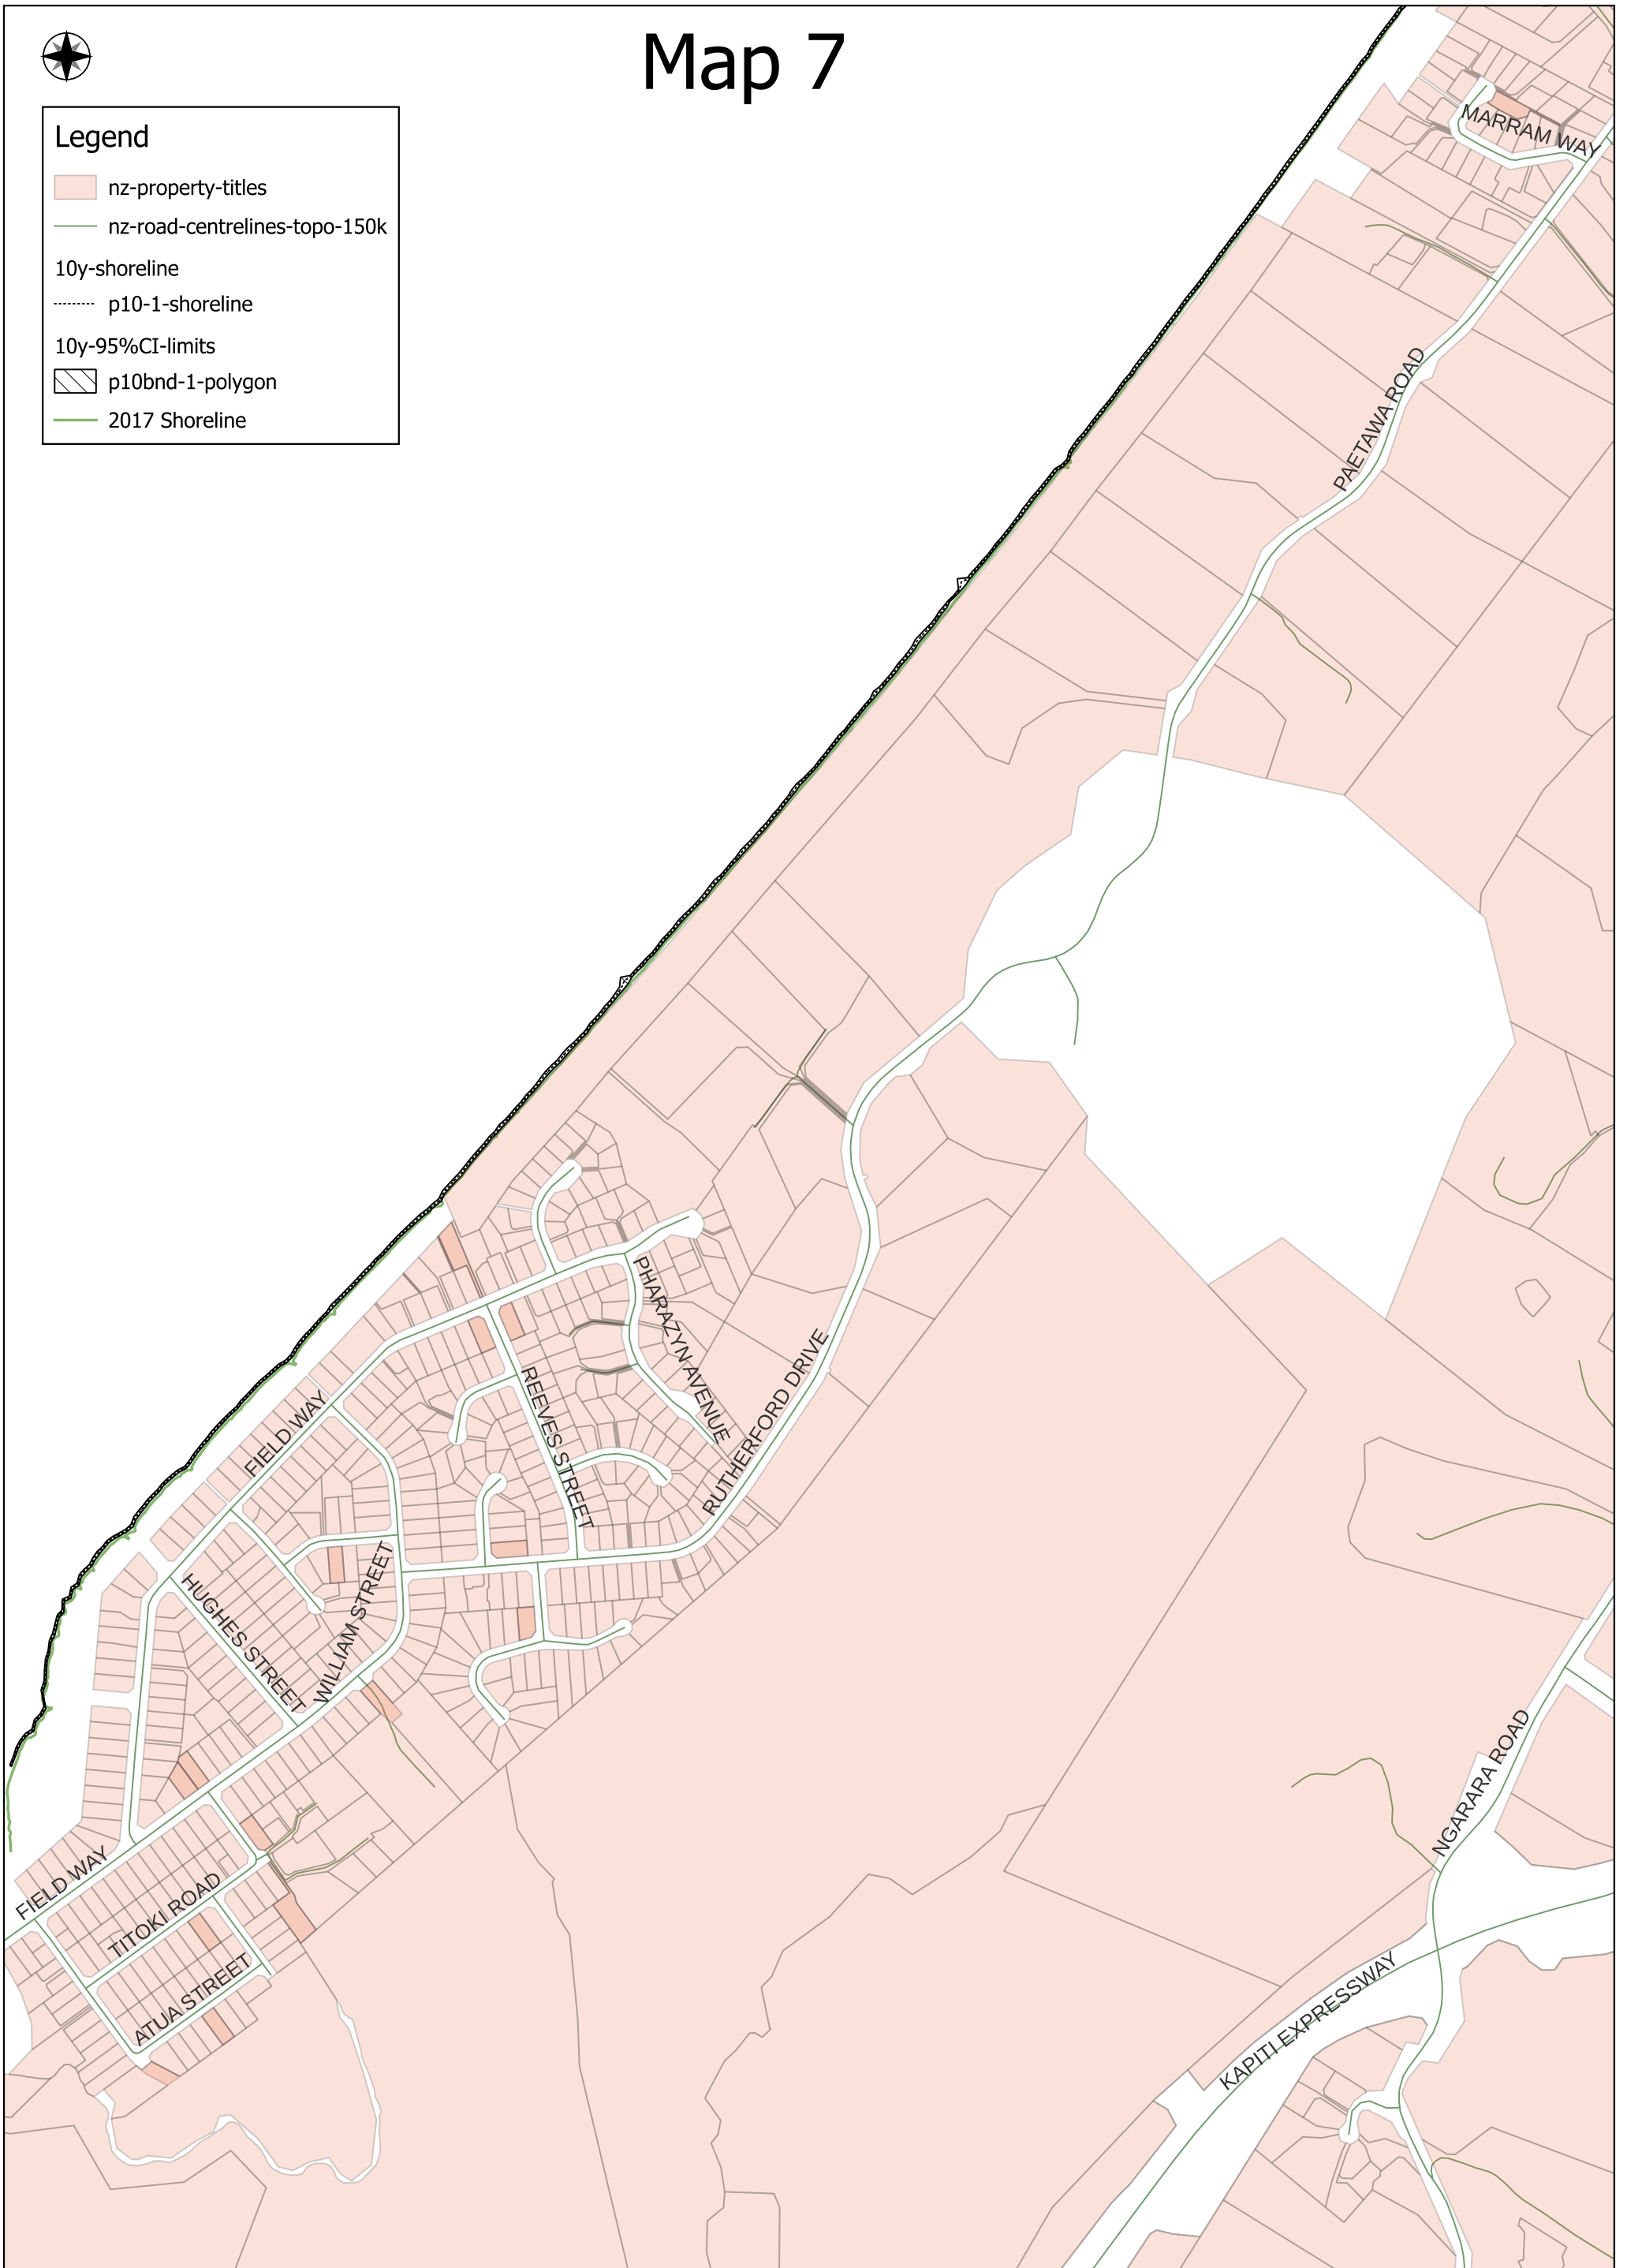 Map 7
Legend
nz-property-titles
nz-road-centrelines-topo-150k
10y-shoreline
p10-1-shoreline
10y-95%CI-limits
p10bnd-1-polygon
2017 Shoreline
MARRAM WAY
PAETAWA ROAD
PHARAZYN AVENUE
RUTHERFORD DRIVE
REEVES STREET
FIELD WAY
WILLIAM STREET
HUGHES STREET
NGARARA ROAD
FIELD WAY
TITOKI ROAD
ATUA STREET
KAPITI EXPRESSWAY